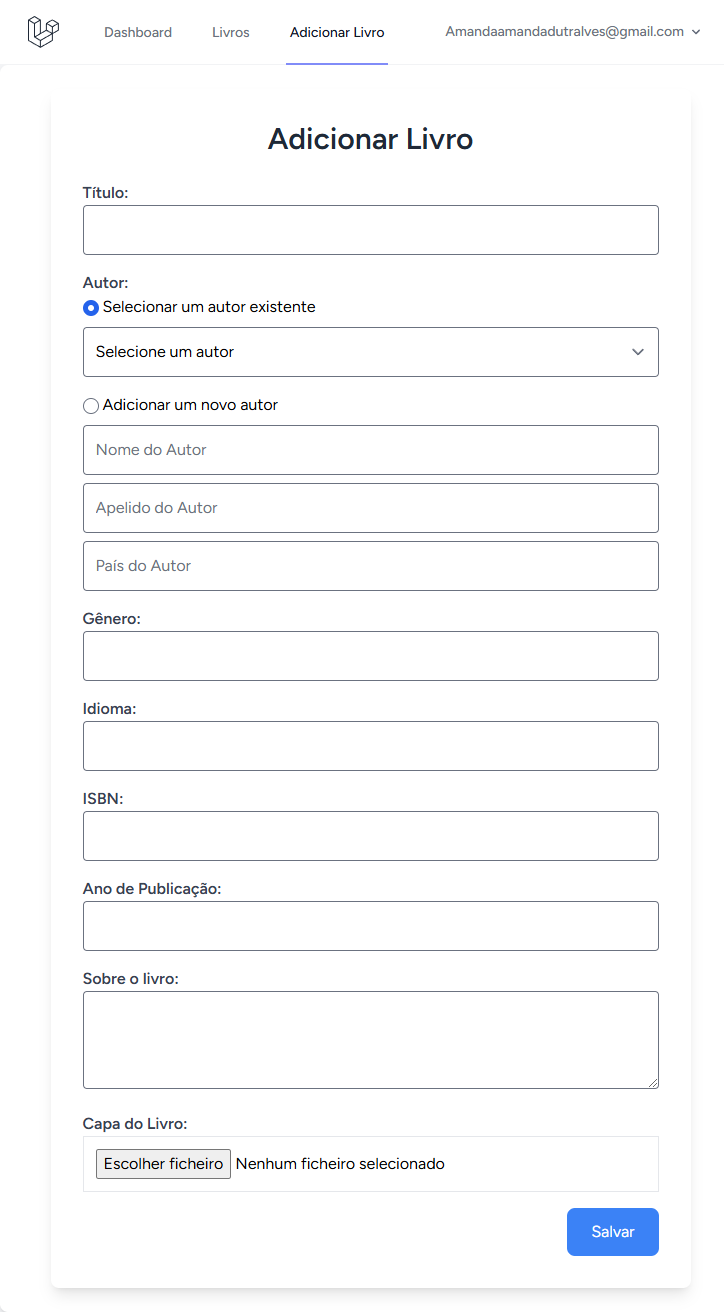 Dashboard Livros Adicionar Livro Amandaamandadutralves@gmail.com
Adicionar Livro
Título:
Autor:
Selecionar um autor existente
Selecione um autor
Adicionar um novo autor
Nome do Autor
Apelido do Autor
País do Autor
Gênero:
Idioma:
ISBN:
Ano de Publicação:
Sobre o livro:
Capa do Livro:
Escolher ficheiro Nenhum ficheiro selecionado
Salvar